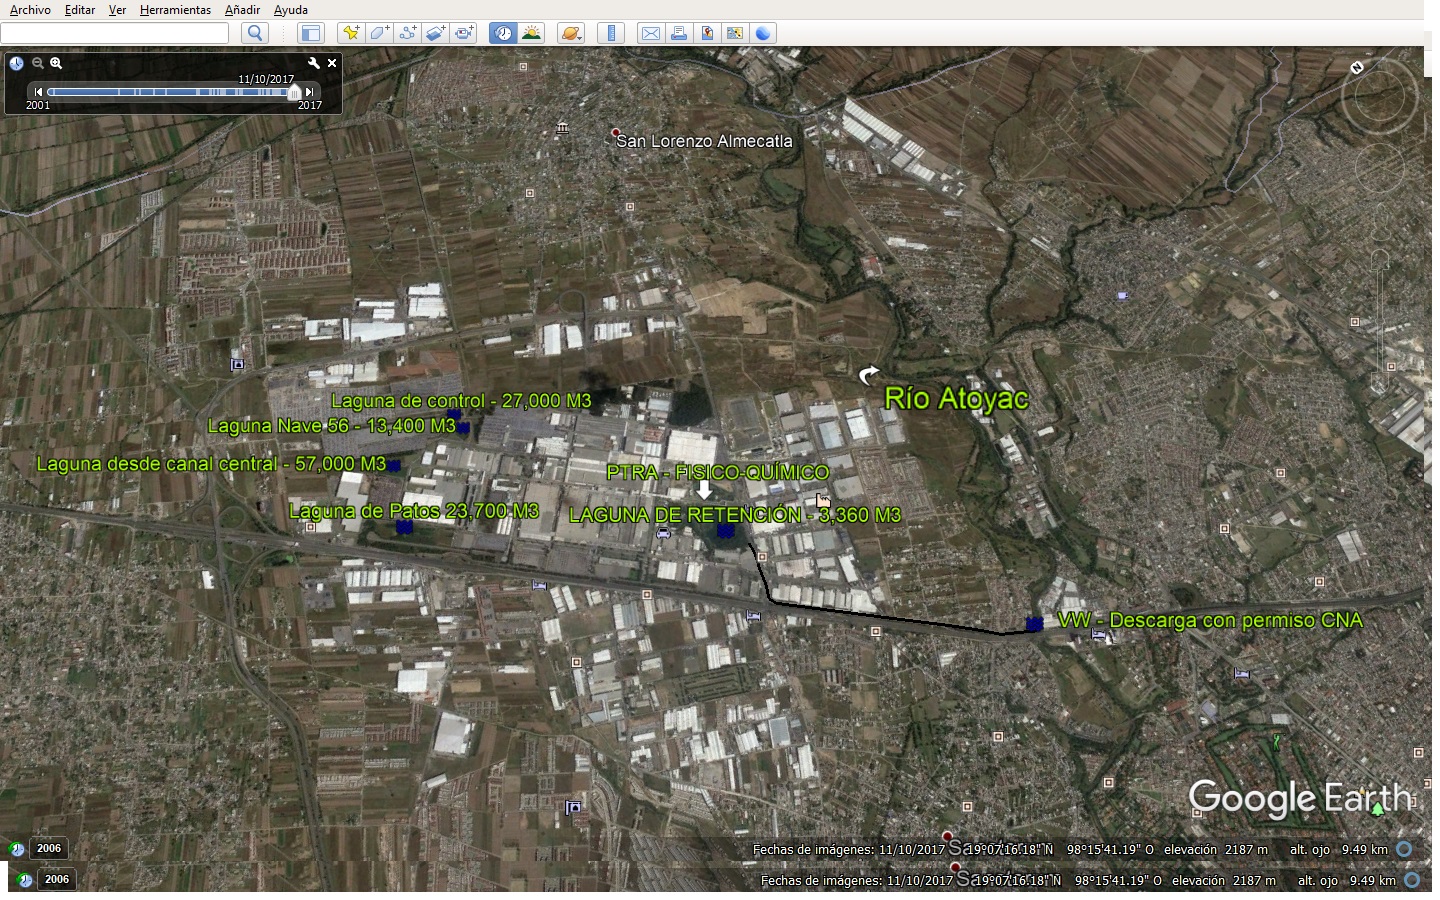 Archivo Editar Ver Herramientas Añadir Ayuda
11/10/2017
2001 2017
San Lorenzo Almecatla
Río Atoyac
Laguna de control - 27,000 M3
Laguna Nave 56 - 13,400 M3
Laguna desde canal central - 57,000 M3
PTRA - FISICO-QUÍMICO
Laguna de Patos 23,700 M3
LAGUNA DE RETENCIÓN - 3,360 M3
VW - Descarga con permiso CNA
Google Earth
2006
Fechas de imágenes: 11/10/2017 19°07'16.18" N 98°15'41.19" O elevación 2187 m alt. ojo 9.49 km
2006
Fechas de imágenes: 11/10/2017 19°07'16.18" N 98°15'41.19" O elevación 2187 m alt. ojo 9.49 km